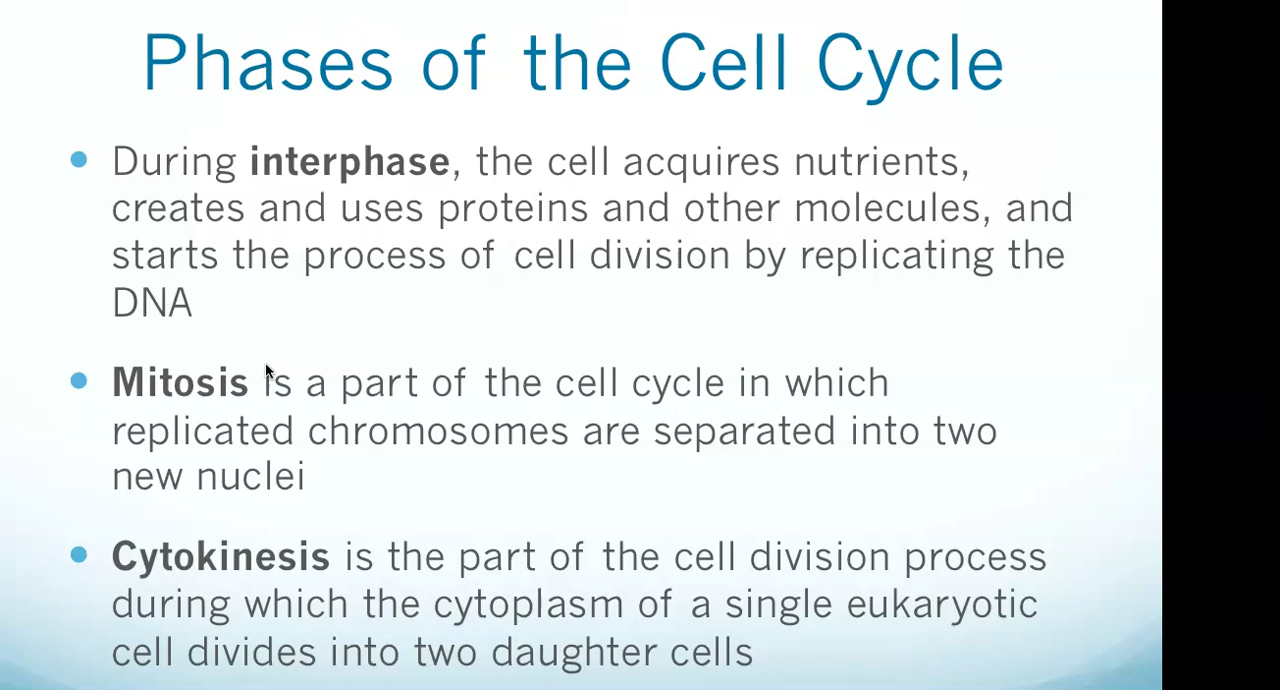 Phases of the Cell Cycle
During interphase, the cell acquires nutrients,
creates and uses proteins and other molecules, and
starts the process of cell division by replicating the
DNA
Mitosis is a part of the cell cycle in which
replicated chromosomes are separated into two
new nuclei
Cytokinesis is the part of the cell division process
during which the cytoplasm of a single eukaryotic
cell divides into two daughter cells